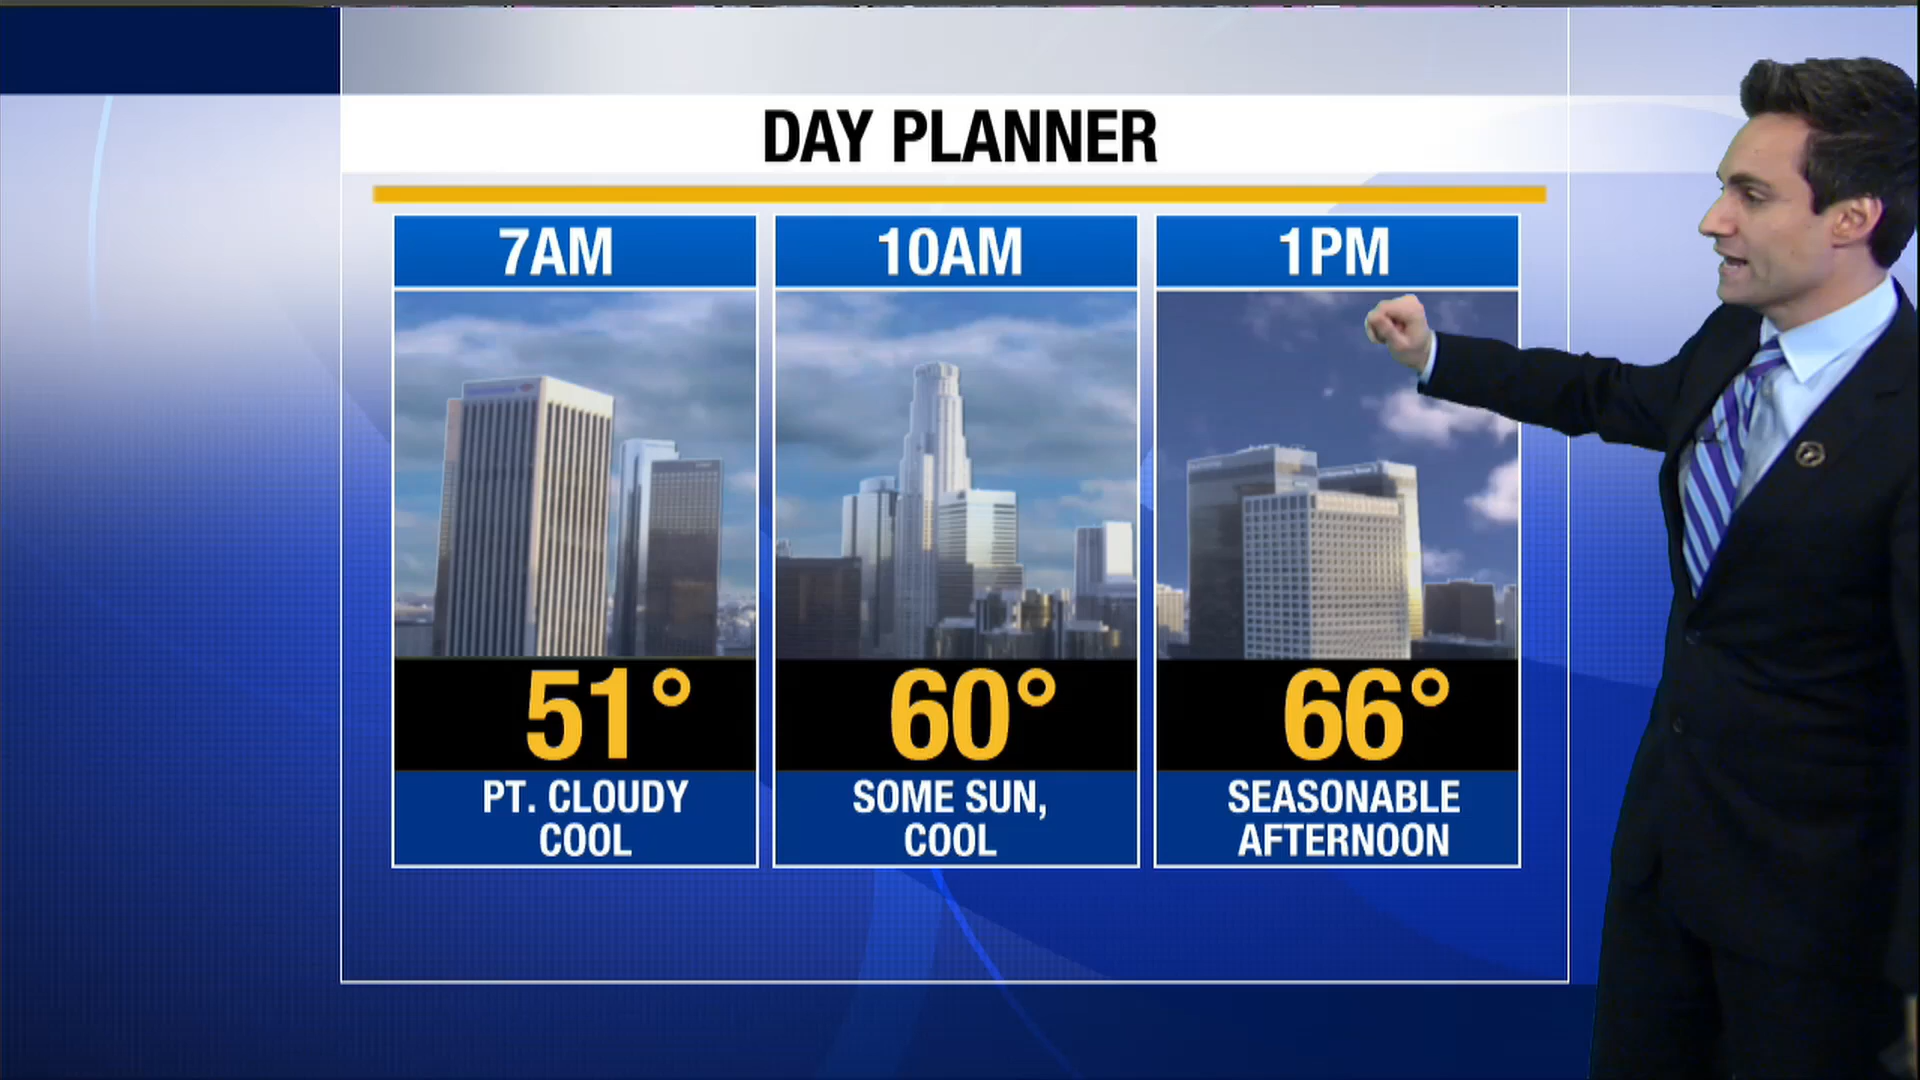 DAY PLANNER
7AM
10AM
1PM
51°
60°
66°
PT. CLOUDY
COOL
SOME SUN,
COOL
SEASONABLE
AFTERNOON